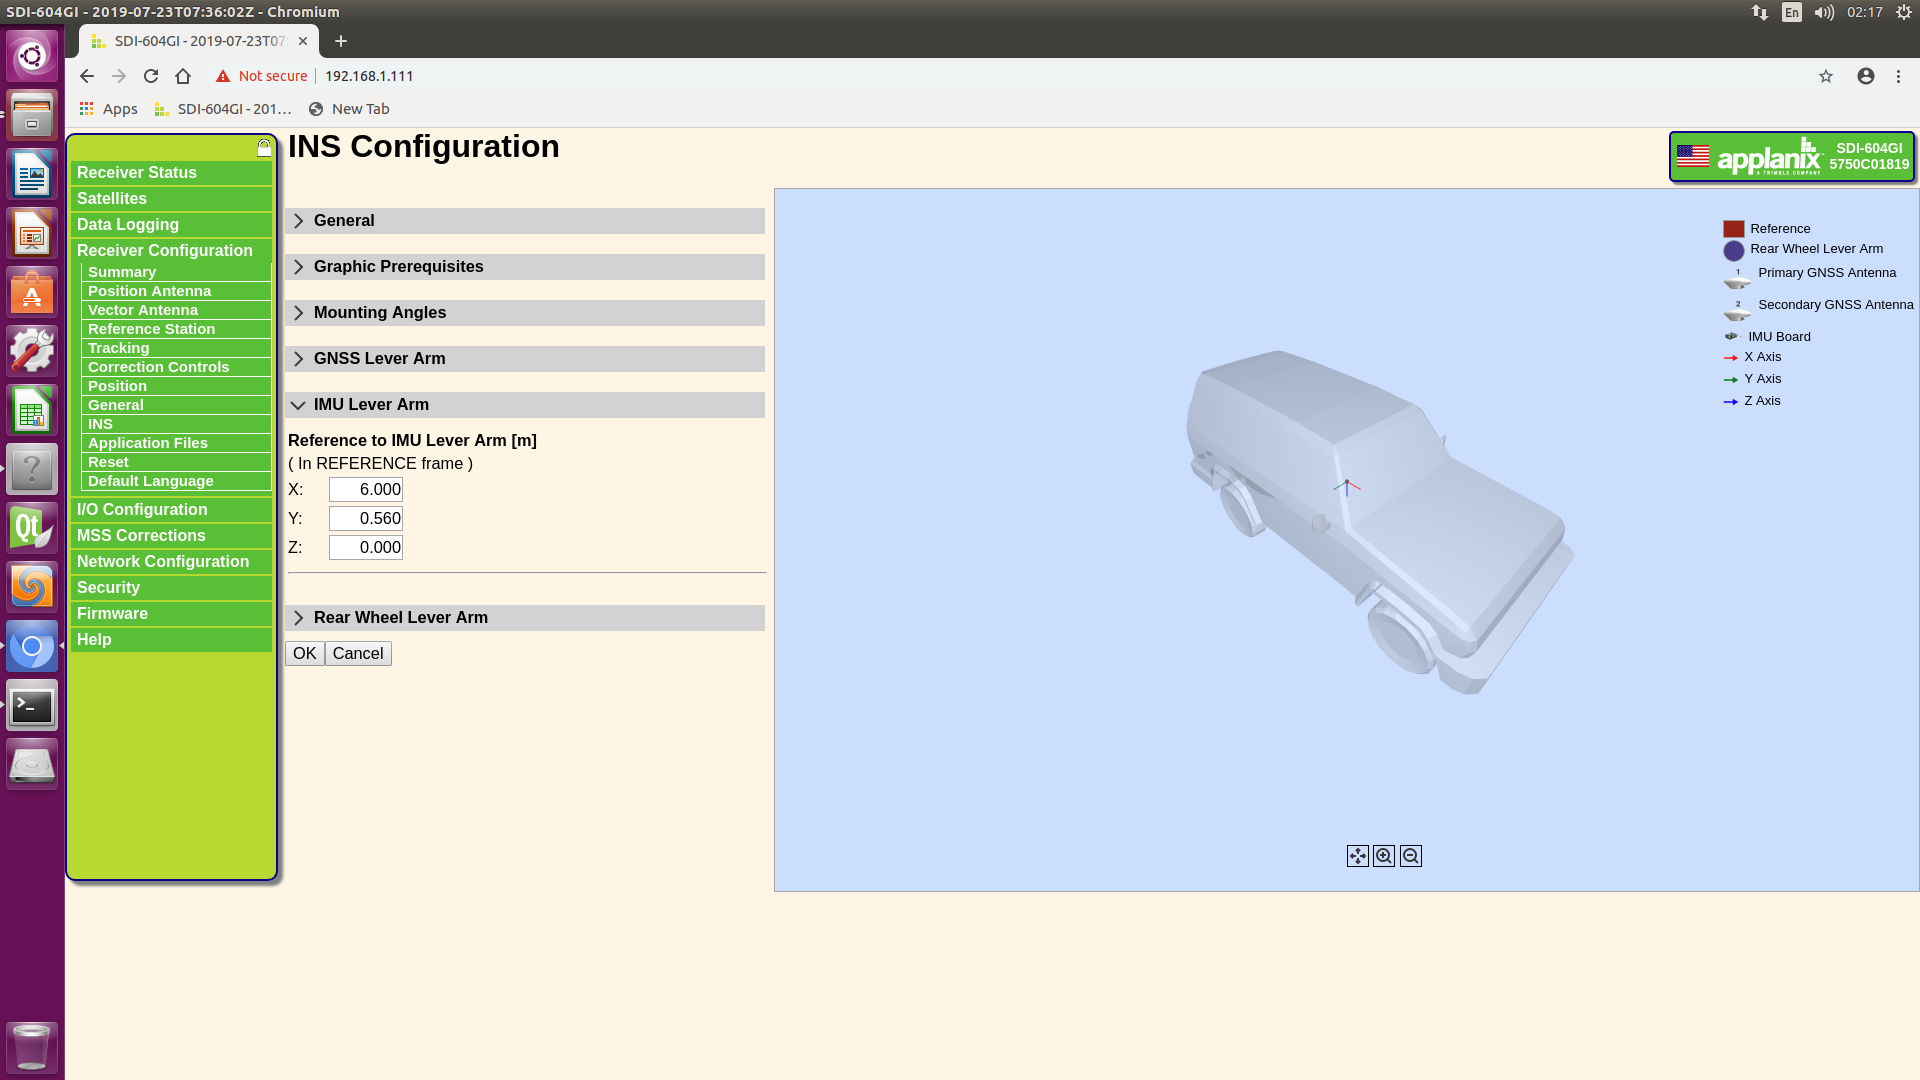 SDI-604GI - 2019-07-23T07:36:02Z - Chromium
En
02:17
SDI-604GI - 2019-07-23T07:
Not secure
192.168.1.111
Apps
SDI-604GI - 201...
New Tab
INS Configuration
applanix
A TRIMBLE COMPANY
SDI-604GI
5750C01819
Receiver Status
Satellites
Data Logging
Receiver Configuration
Summary
Position Antenna
Vector Antenna
Reference Station
Tracking
Correction Controls
Position
General
INS
Application Files
Reset
Default Language
I/O Configuration
MSS Corrections
Network Configuration
Security
Firmware
Help
General
Graphic Prerequisites
Mounting Angles
GNSS Lever Arm
IMU Lever Arm
Reference to IMU Lever Arm [m]
( In REFERENCE frame )
X: 6.000
Y: 0.560
Z: 0.000
Rear Wheel Lever Arm
OK
Cancel
Reference
Rear Wheel Lever Arm
1 Primary GNSS Antenna
2 Secondary GNSS Antenna
IMU Board
X Axis
Y Axis
Z Axis
Qt